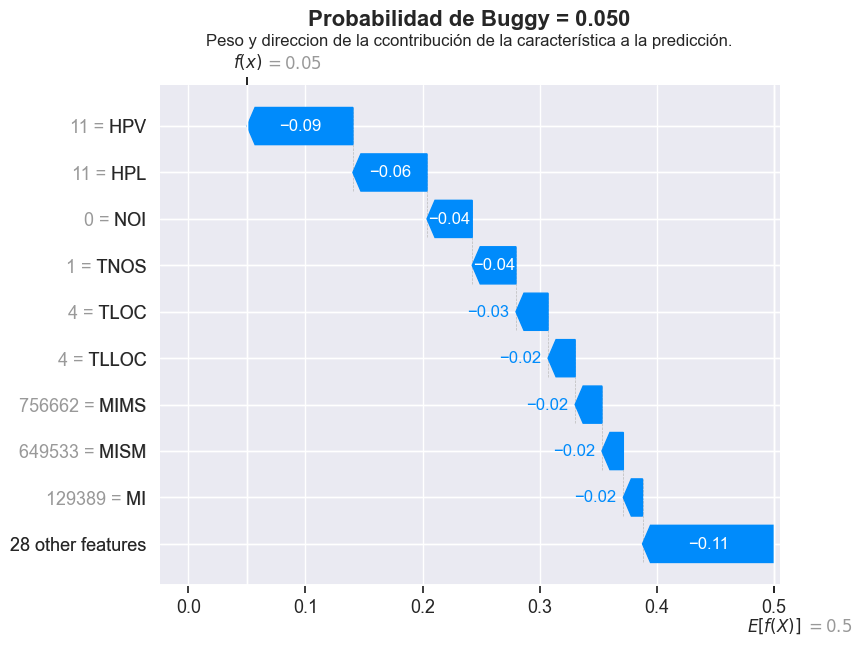 Probabilidad de Buggy = 0.050
Peso y direccion de la ccontribución de la característica a la predicción.
f(x) = 0.05
11 = HPV
−0.09
11 = HPL
−0.06
0 = NOI
−0.04
1 = TNOS
−0.04
4 = TLOC
−0.03
4 = TLLOC
−0.02
756662 = MIMS
−0.02
649533 = MISM
−0.02
129389 = MI
−0.02
28 other features
−0.11
0.0 0.1 0.2 0.3 0.4 0.5
E[f(X)] = 0.5